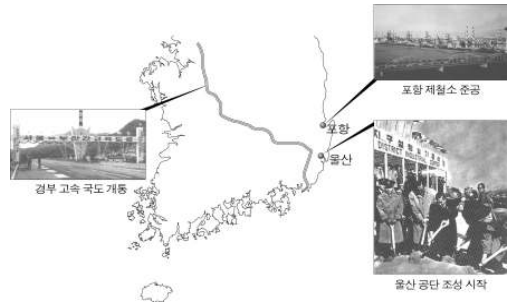 포항 제철소 준공
포항
울산
경부 고속 국도 개통
DISTRICT
울산 공단 조성 시작